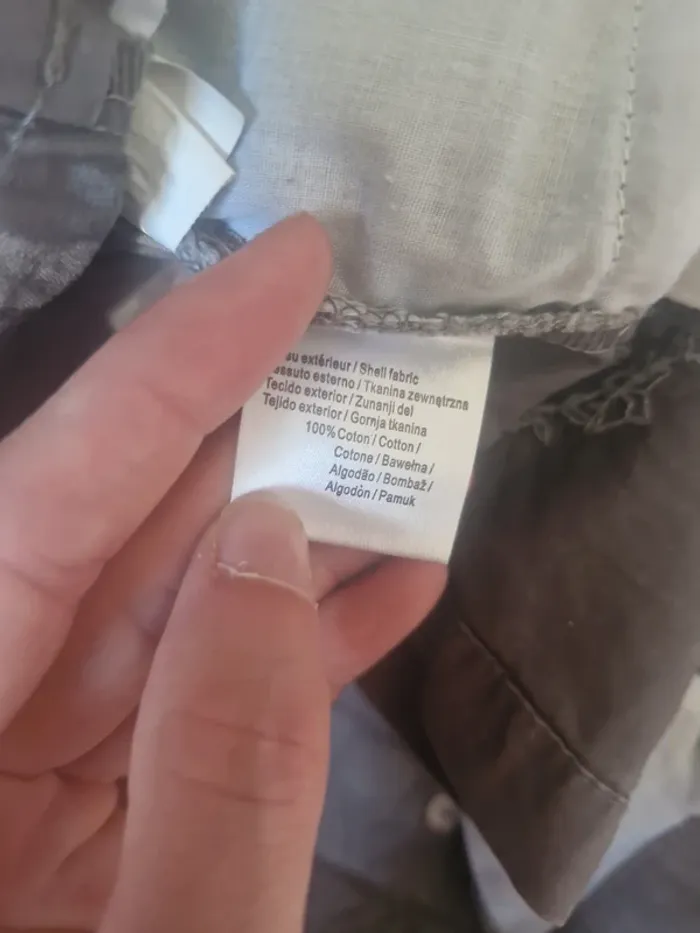 extérieur / Shell fabric
esterno / Tkanina zewnętrzna
Tecido exterior / Zunanji del
Tejido exterior / Gornja tkanina
100% Coton / Cotton /
Cotone / Bawełna /
Algodão / Bombaž /
Algodòn / Pamuk